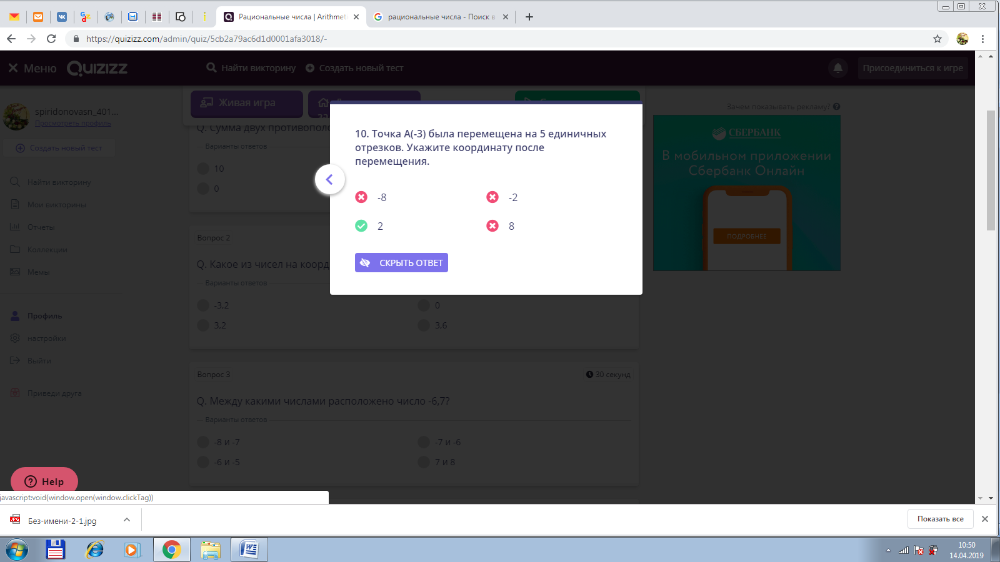 Рациональные числа | Arithmeti
рациональные числа - Поиск в
https://quizizz.com/admin/quiz/5cb2a79ac6d1d0001afa3018/-
Меню
QUIZIZZ
Найти викторину
Создать новый тест
Присоединиться к игре
spiridonovasn_401...
Просмотреть профиль
Создать новый тест
Найти викторину
Мои викторины
Отчеты
Коллекции
Мемы
Профиль
настройки
Выйти
Приведи друга
Help
Живая игра
Q. Сумма двух противопол
Варианты ответов
10
0
10. Точка А(-3) была перемещена на 5 единичных
отрезков. Укажите координату после
перемещения.
-8
-2
2
8
СКРЫТЬ ОТВЕТ
Вопрос 2
Q. Какое из чисел на коорд
Варианты ответов
-3,2
0
3,2
3,6
Вопрос 3
30 секунд
Q. Между какими числами расположено число -6,7?
Варианты ответов
-8 и -7
-7 и -6
-6 и -5
7 и 8
Зачем показывать рекламу?
СБЕРБАНК
В мобильном приложении
Сбербанк Онлайн
ПОДРОБНЕЕ
javascript:void(window.open(window.clickTag))
JPG
Без-имени-2-1.jpg
Показать все
10:50
14.04.2019